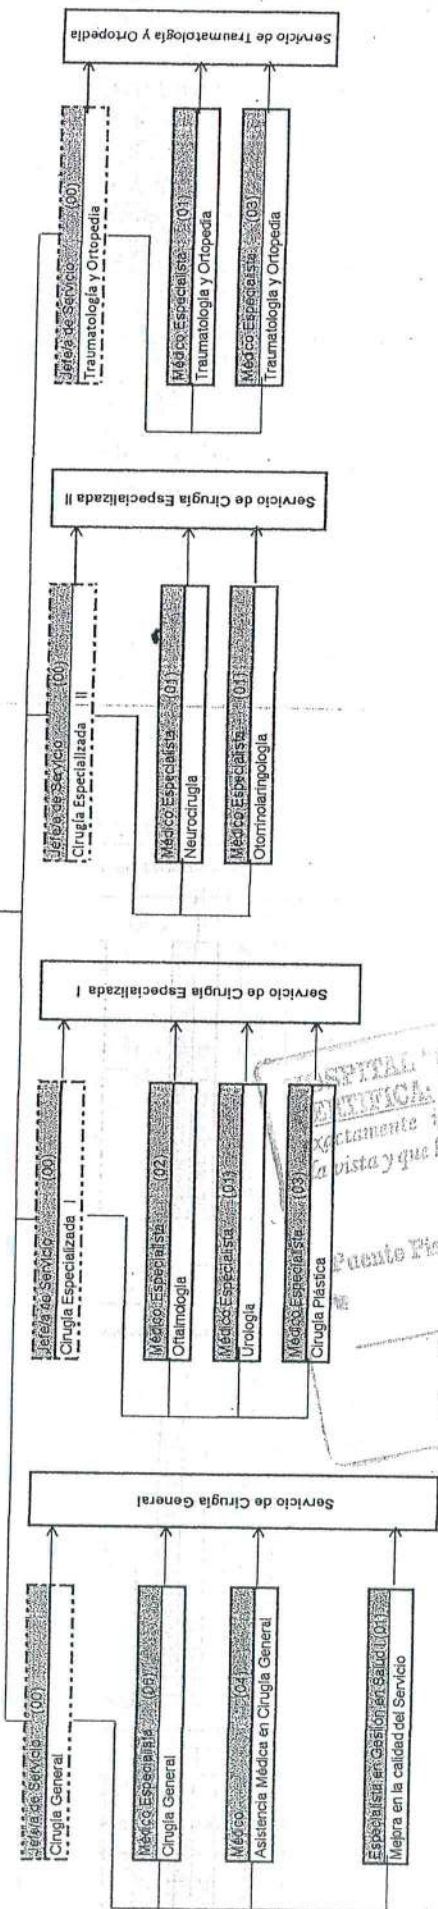 Jefe/a de Servicio (00)
Cirugía General
Médico Especialista (06)
Cirugía General
Médico (04)
Asistencia Médica en Cirugía General
Especialista en Gestión en Salud I (01)
Mejora en la calidad del Servicio
Servicio de Cirugía General
Jefe/a de Servicio (00)
Cirugía Especializada I
Médico Especialista (02)
Oftalmología
Médico Especialista (01)
Urología
Médico Especialista (03)
Cirugía Plástica
Servicio de Cirugía Especializada I
Jefe/a de Servicio (00)
Cirugía Especializada II
Médico Especialista (01)
Neurocirugía
Médico Especialista (01)
Otorrinolaringología
Servicio de Cirugía Especializada II
Jefe/a de Servicio (00)
Traumatología y Ortopedia
Médico Especialista (01)
Traumatología y Ortopedia
Médico Especialista (03)
Traumatología y Ortopedia
Servicio de Traumatología y Ortopedia
HOSPITAL
CERTIFICA:
exactamente
la vista y que
Puente